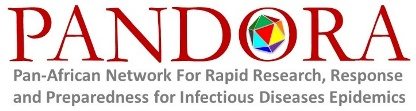 PANDORA
Pan-African Network For Rapid Research, Response
and Preparedness for Infectious Diseases Epidemics